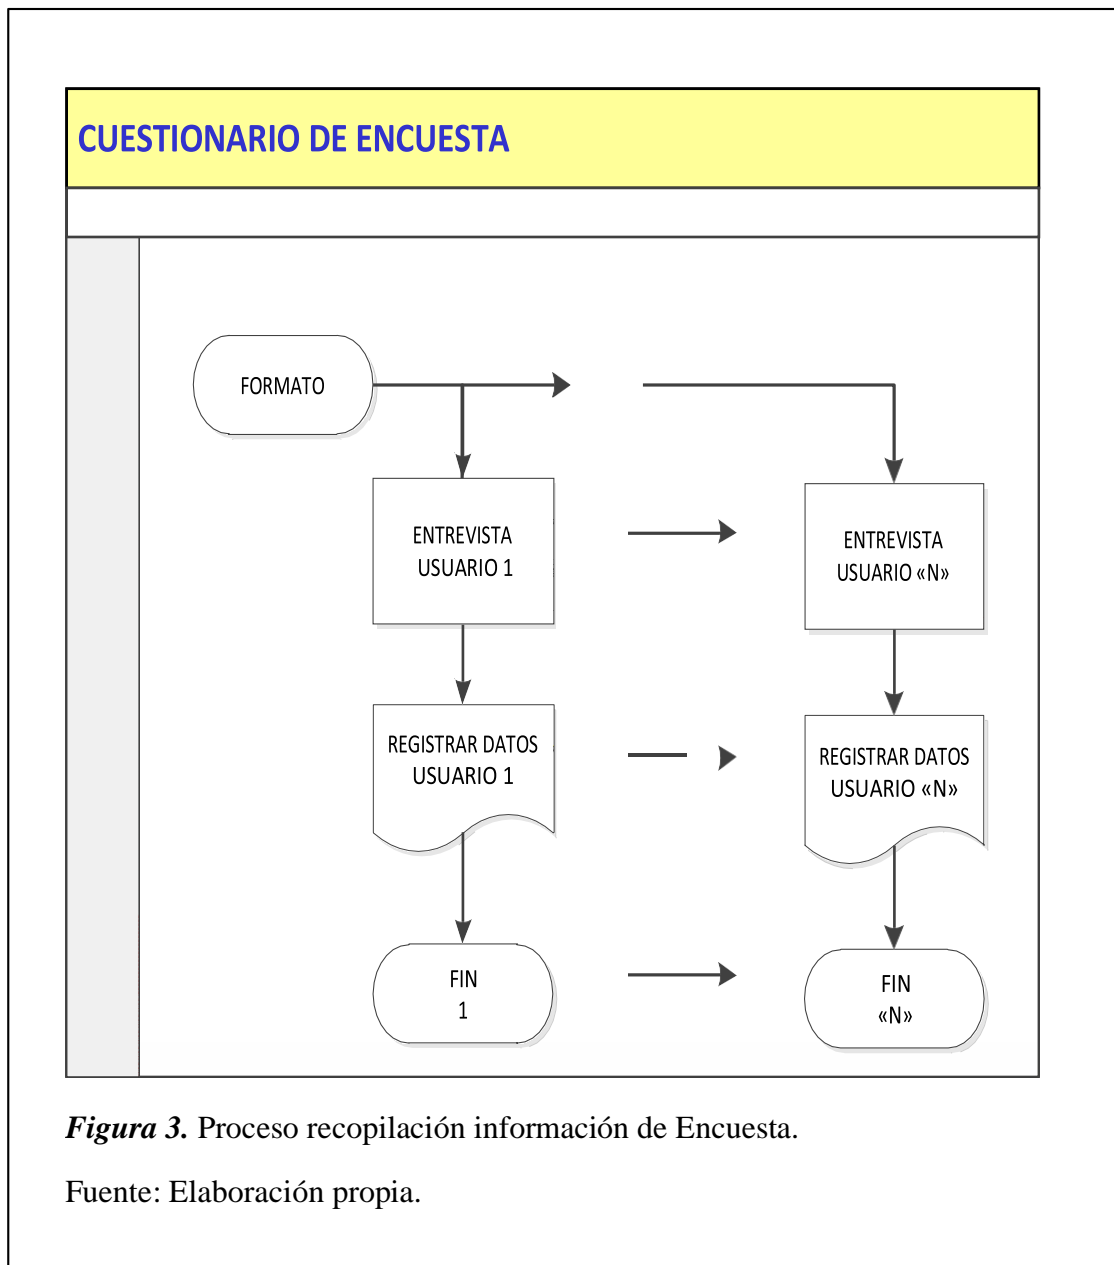 CUESTIONARIO DE ENCUESTA
FORMATO
ENTREVISTA
USUARIO 1
ENTREVISTA
USUARIO «N»
REGISTRAR DATOS
USUARIO 1
REGISTRAR DATOS
USUARIO «N»
FIN
1
FIN
«N»
Figura 3. Proceso recopilación información de Encuesta.
Fuente: Elaboración propia.